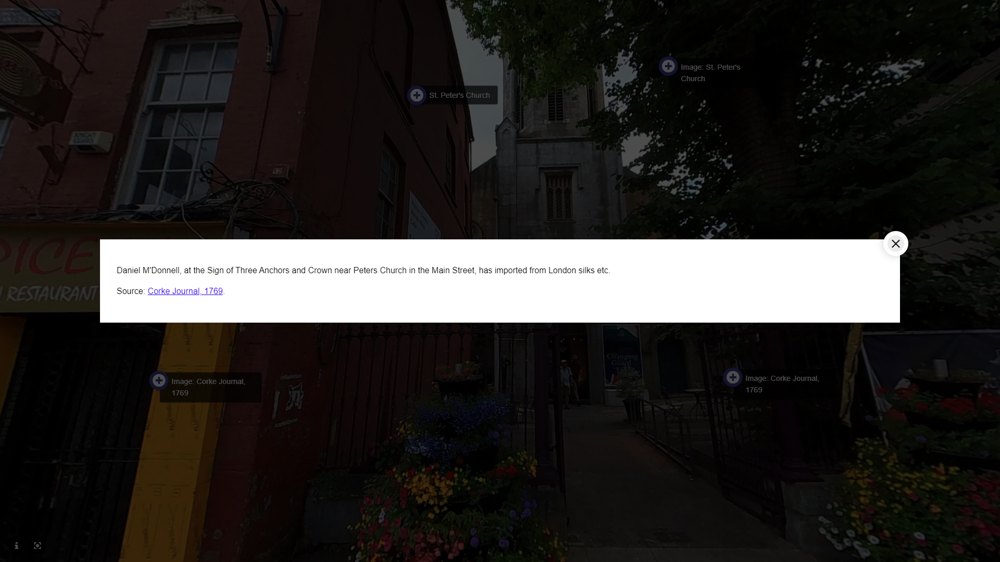 Image: St. Peter's
Church
St. Peter's Church
12
PICE
RESTAURANT
Daniel M'Donnell, at the Sign of Three Anchors and Crown near Peters Church in the Main Street, has imported from London silks etc.
Source: Corke Journal, 1769.
The
Changing
Guard
Image: Corke Journal,
1769
Image: Corke Journal,
1769